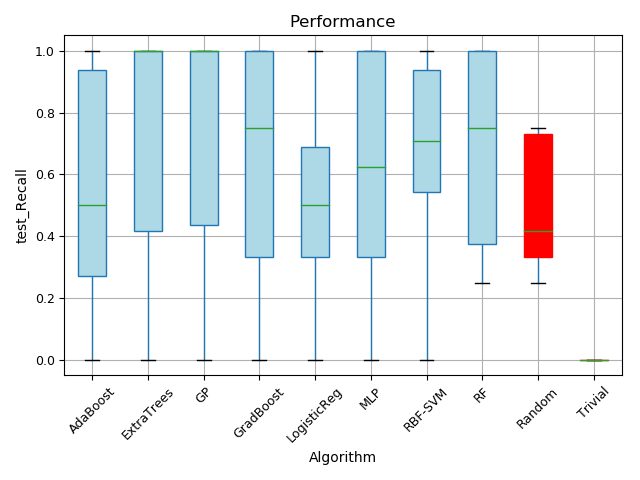 Performance
test_Recall
1.0
0.8
0.6
0.4
0.2
0.0
AdaBoost
ExtraTrees
GP
GradBoost
LogisticReg
MLP
RBF-SVM
RF
Random
Trivial
Algorithm